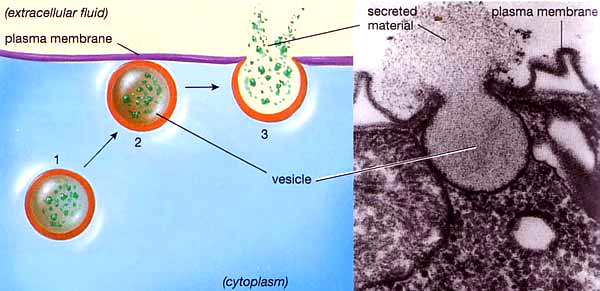 (extracellular fluid)
plasma membrane
1
2
3
vesicle
(cytoplasm)
secreted
material
plasma membrane